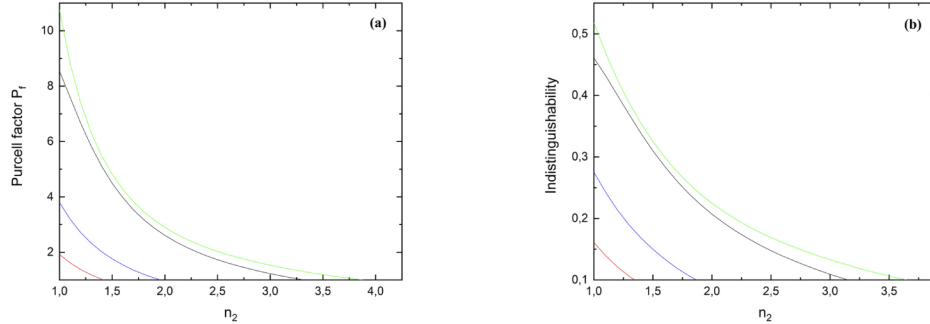 (a)
Purcell factor P_f
10
8
6
4
2
1,0 1,5 2,0 2,5 3,0 3,5 4,0
n₂
(b)
Indistinguishability
0,5
0,4
0,3
0,2
0,1
1,0 1,5 2,0 2,5 3,0 3,5
n₂